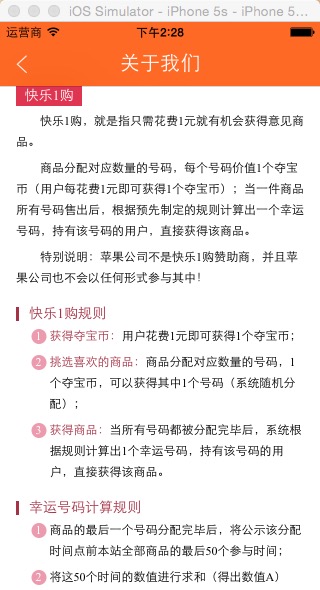 iOS Simulator - iPhone 5s - iPhone 5...
运营商 下午2:28
关于我们
快乐1购
快乐1购，就是指只需花费1元就有机会获得意见商
品。
商品分配对应数量的号码，每个号码价值1个夺宝
币（用户每花费1元即可获得1个夺宝币）；当一件商品
所有号码售出后，根据预先制定的规则计算出一个幸运
号码，持有该号码的用户，直接获得该商品。
特别说明：苹果公司不是快乐1购赞助商，并且苹
果公司也不会以任何形式参与其中！
快乐1购规则
1 获得夺宝币：用户花费1元即可获得1个夺宝币；
2 挑选喜欢的商品：商品分配对应数量的号码，1
个夺宝币，可以获得其中1个号码（系统随机分
配）；
3 获得商品：当所有号码都被分配完毕后，系统根
据规则计算出1个幸运号码，持有该号码的用
户，直接获得该商品。
幸运号码计算规则
1 商品的最后一个号码分配完毕后，将公示该分配
时间点前本站全部商品的最后50个参与时间；
2 将这50个时间的数值进行求和（得出数值A）